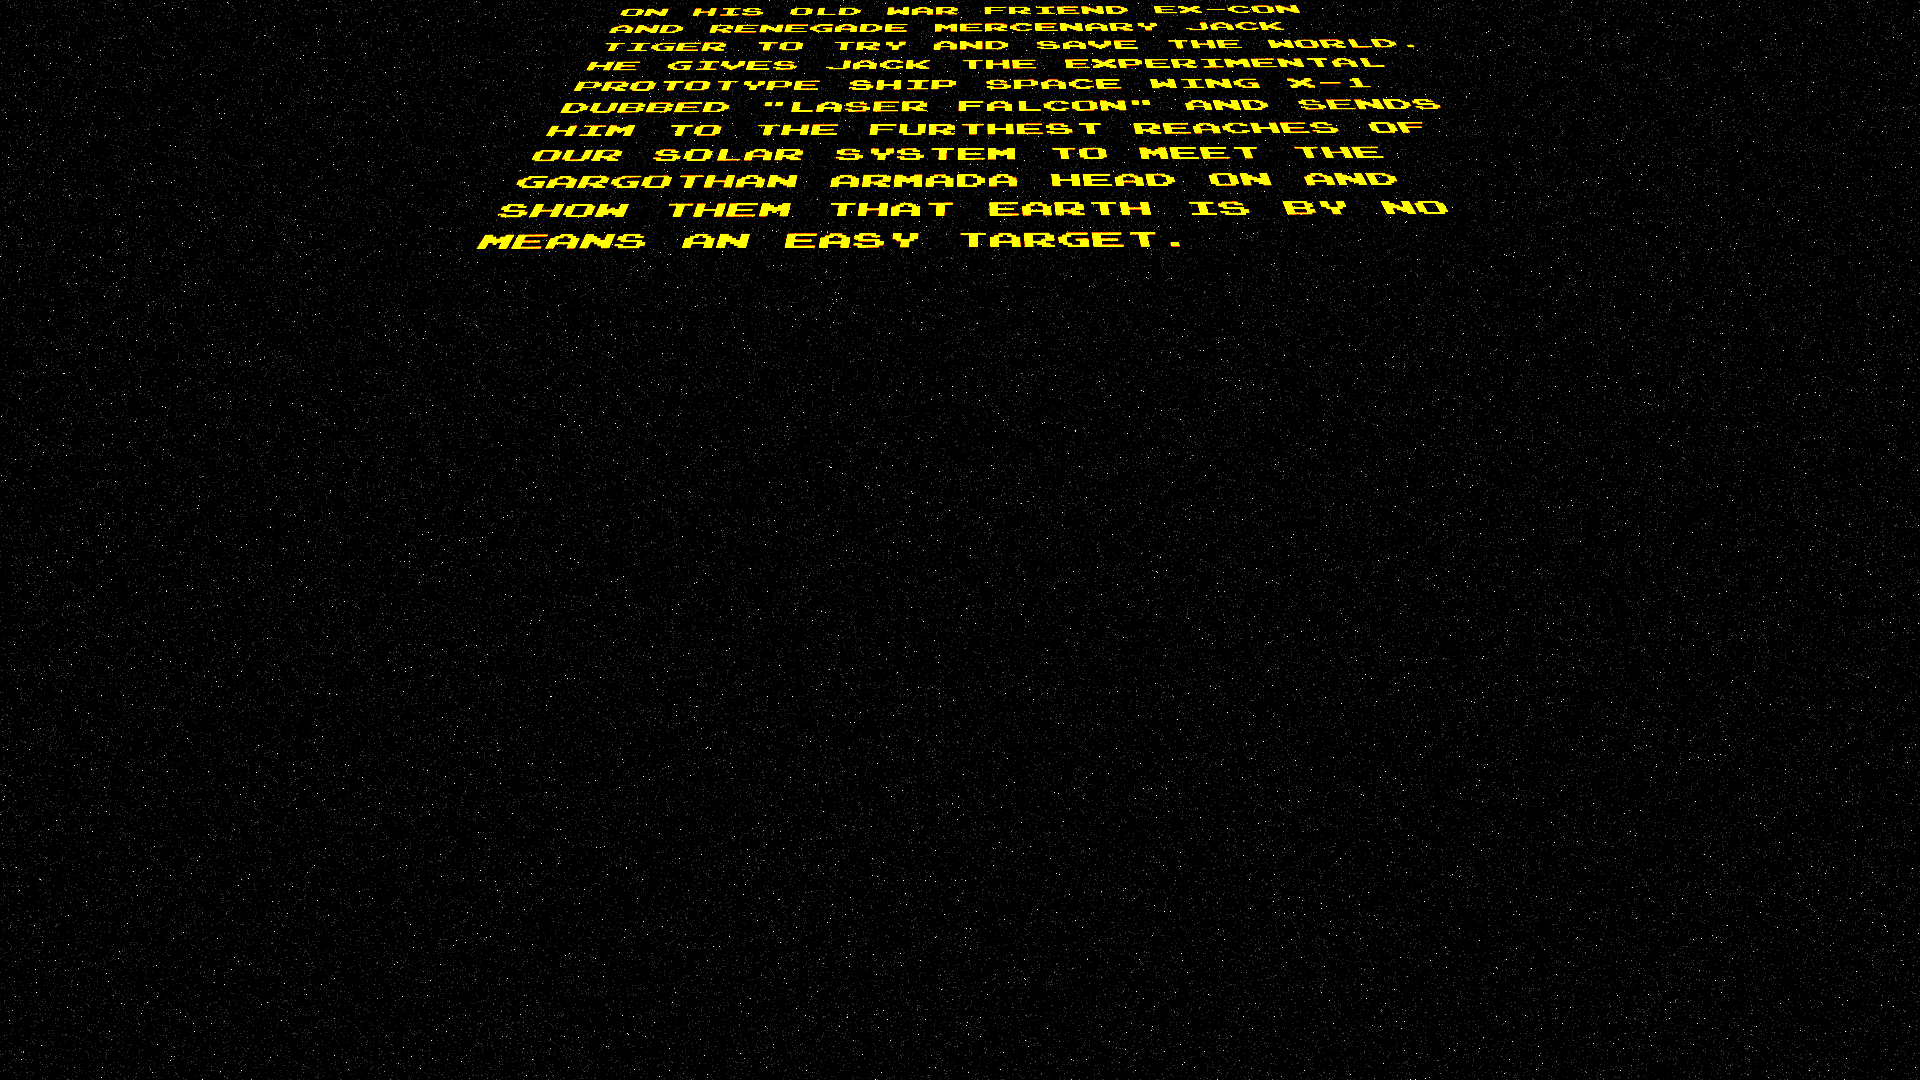 ON HIS OLD WAR FRIEND EX-CON
AND RENEGADE MERCENARY JACK
TIGER TO TRY AND SAVE THE WORLD.
HE GIVES JACK THE EXPERIMENTAL
PROTOTYPE SHIP SPACE WING X-1
DUBBED "LASER FALCON" AND SENDS
HIM TO THE FURTHEST REACHES OF
OUR SOLAR SYSTEM TO MEET THE
GARGOTHAN ARMADA HEAD ON AND
SHOW THEM THAT EARTH IS BY NO
MEANS AN EASY TARGET.